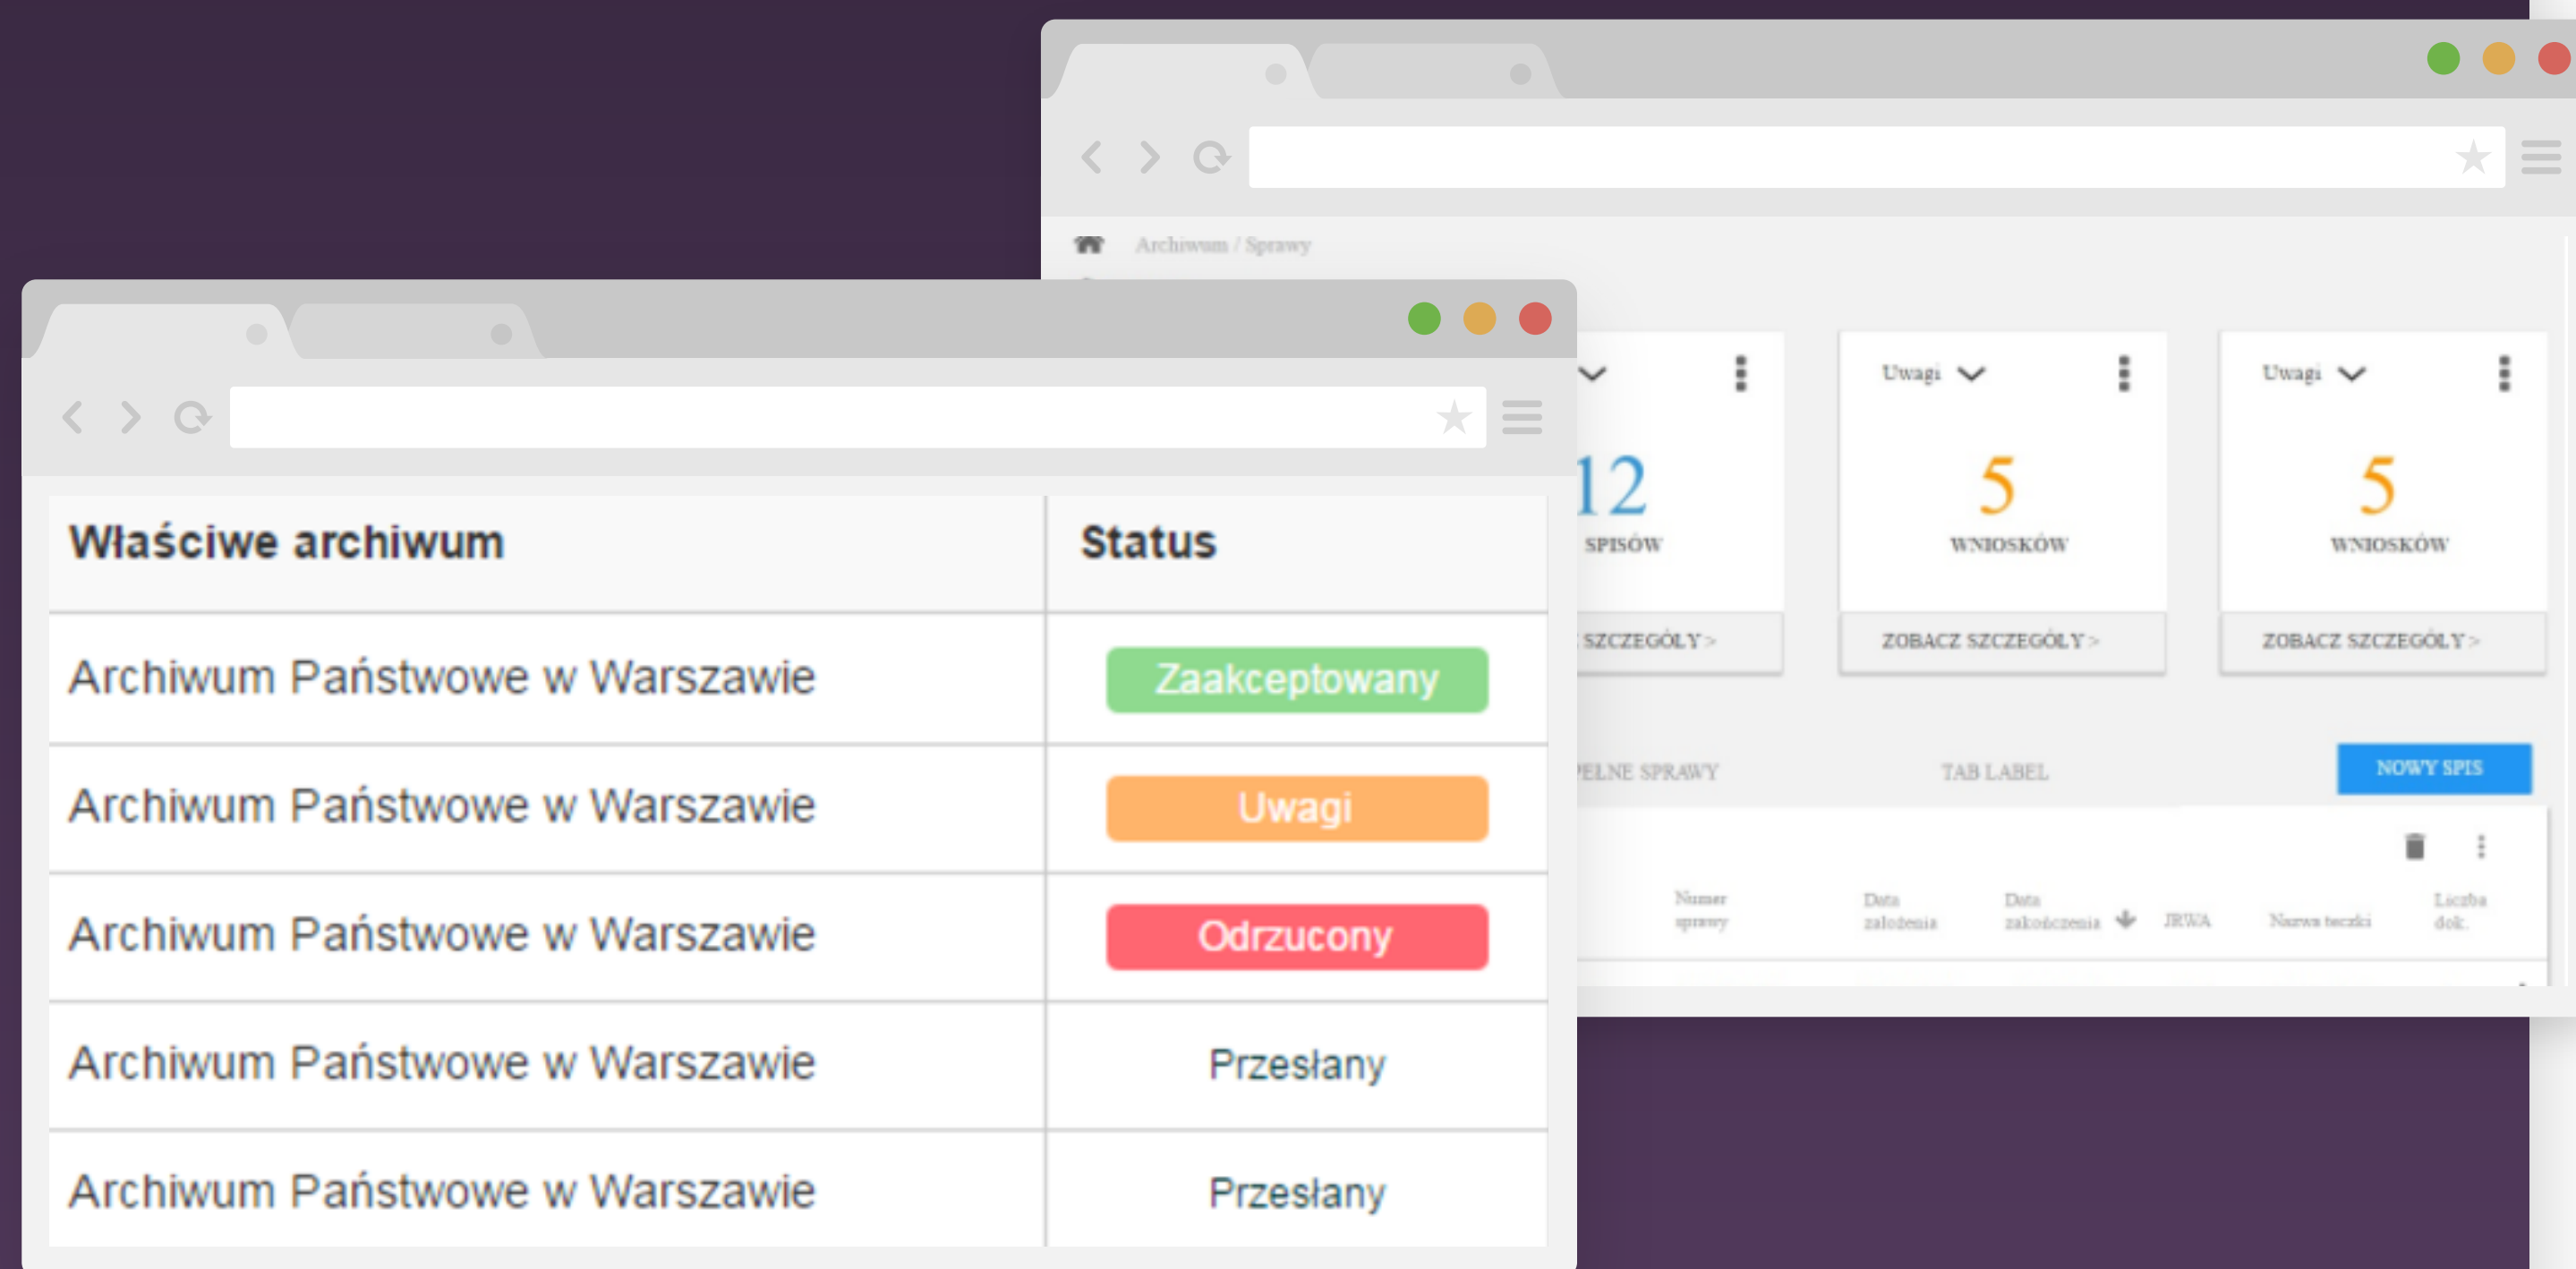 Archiwum / Sprawy
Uwagi
Uwagi
12
5
5
SPISÓW
WNIOSKÓW
WNIOSKÓW
SZCZEGÓŁY >
ZOBACZ SZCZEGÓŁY >
ZOBACZ SZCZEGÓŁY >
SPRAWY
TAB LABEL
NOWY SPIS
Numer
sprawy
Data
założenia
Data
zakończenia
JRWA
Nazwa teczki
Liczba
dok.
Właściwe archiwum
Status
Archiwum Państwowe w Warszawie
Zaakceptowany
Archiwum Państwowe w Warszawie
Uwagi
Archiwum Państwowe w Warszawie
Odrzucony
Archiwum Państwowe w Warszawie
Przesłany
Archiwum Państwowe w Warszawie
Przesłany